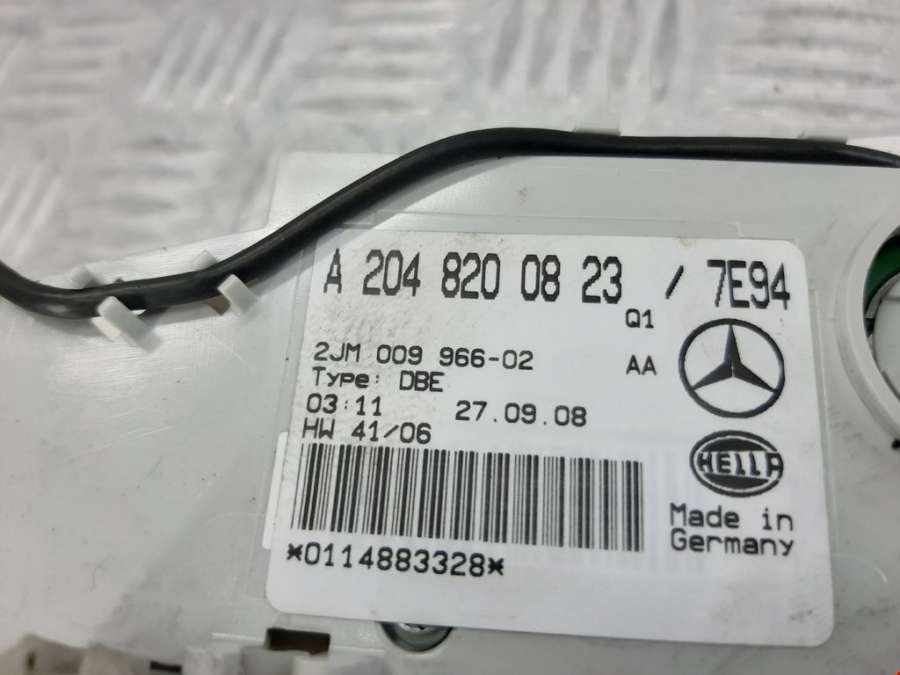 A 204 820 08 23 / 7E94
Q1
2JM 009 966-02
AA
Type: DBE
03:11 27.09.08
HW 41/06
HELLA
Made in
Germany
*0114883328*